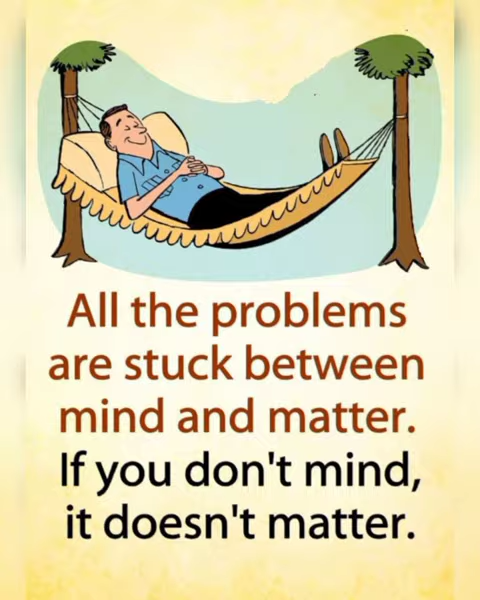 All the problems
are stuck between
mind and matter.
If you don't mind,
it doesn't matter.